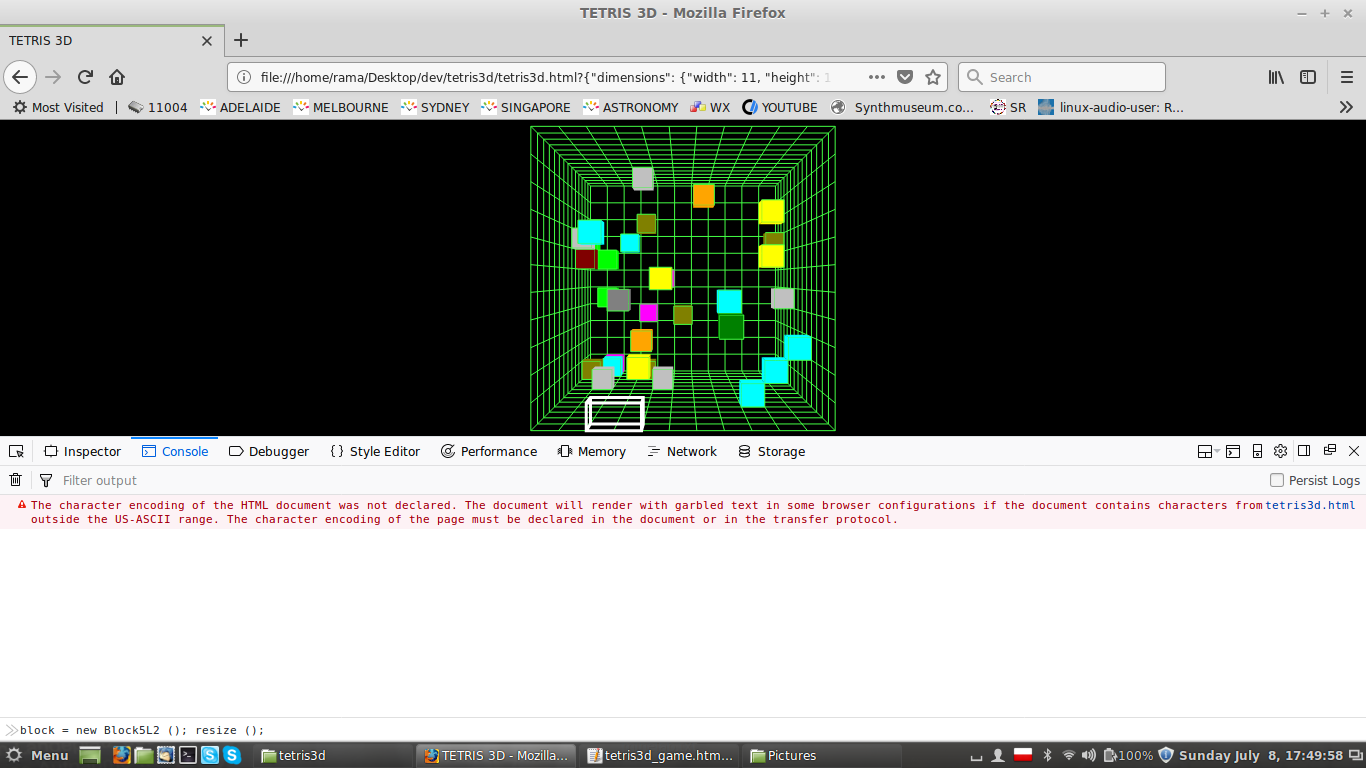 TETRIS 3D - Mozilla Firefox
TETRIS 3D
file:///home/rama/Desktop/dev/tetris3d/tetris3d.html?{"dimensions": {"width": 11, "height": 1
Search
Most Visited
11004
ADELAIDE
MELBOURNE
SYDNEY
SINGAPORE
ASTRONOMY
WX
YOUTUBE
Synthmuseum.co...
SR
linux-audio-user: R...
Inspector
Console
Debugger
Style Editor
Performance
Memory
Network
Storage
Filter output
Persist Logs
The character encoding of the HTML document was not declared. The document will render with garbled text in some browser configurations if the document contains characters from
tetris3d.html
outside the US-ASCII range. The character encoding of the page must be declared in the document or in the transfer protocol.
block = new Block5L2 (); resize ();
Menu
tetris3d
TETRIS 3D - Mozilla...
tetris3d_game.htm...
Pictures
100%
Sunday July  8, 17:49:58